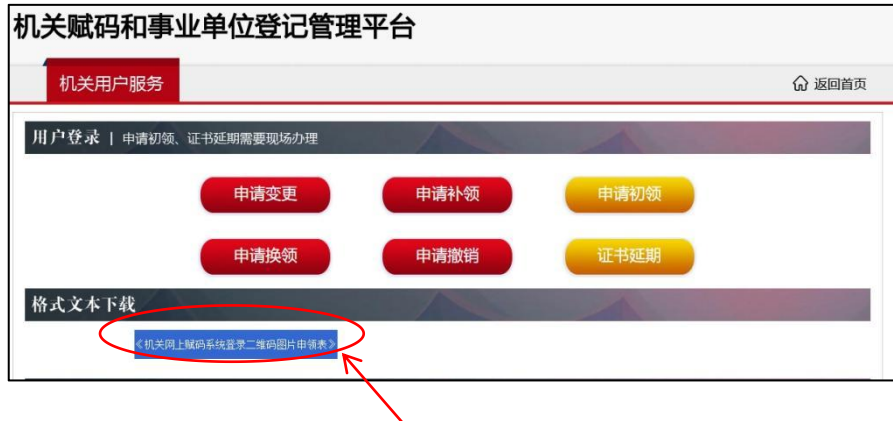 机关赋码和事业单位登记管理平台
机关用户服务
返回首页
用户登录 | 申请初领、证书延期需要现场办理
申请变更 申请补领 申请初领
申请换领 申请撤销 证书延期
格式文本下载
《机关网上赋码系统登录二维码图片申领表》